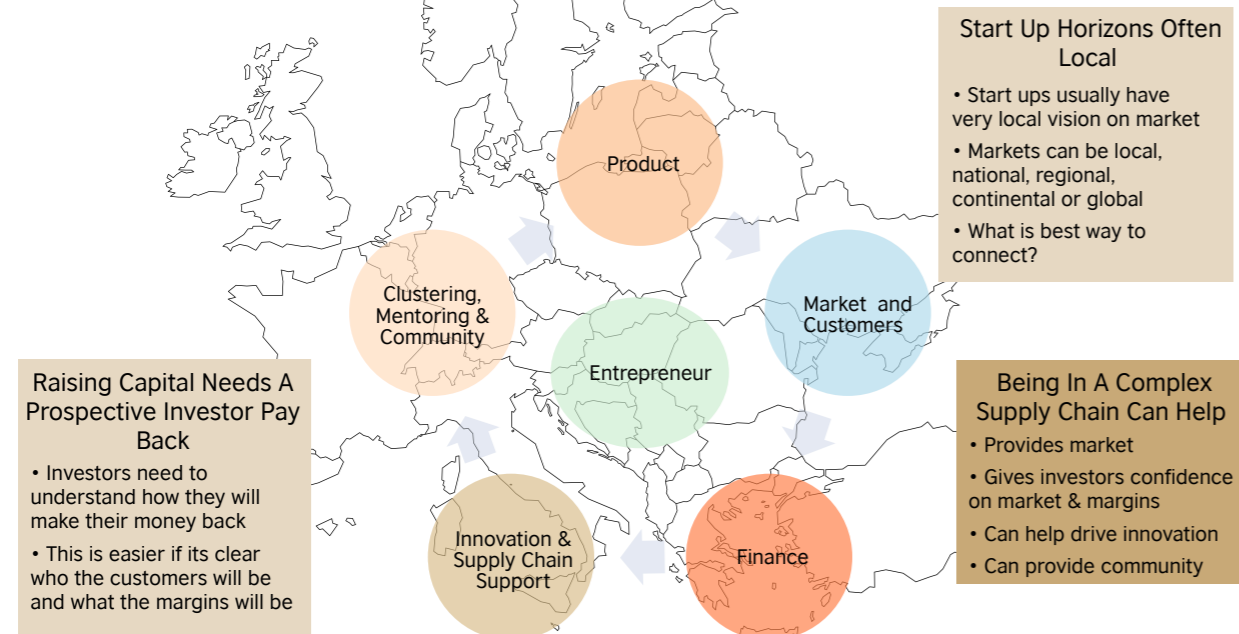 Start Up Horizons Often
Local
• Start ups usually have
very local vision on market
• Markets can be local,
national, regional,
continental or global
• What is best way to
connect?
Product
Clustering,
Mentoring &
Community
Market and
Customers
Entrepreneur
Raising Capital Needs A
Prospective Investor Pay
Back
• Investors need to
understand how they will
make their money back
• This is easier if its clear
who the customers will be
and what the margins will be
Being In A Complex
Supply Chain Can Help
• Provides market
• Gives investors confidence
on market & margins
• Can help drive innovation
• Can provide community
Innovation &
Supply Chain
Support
Finance